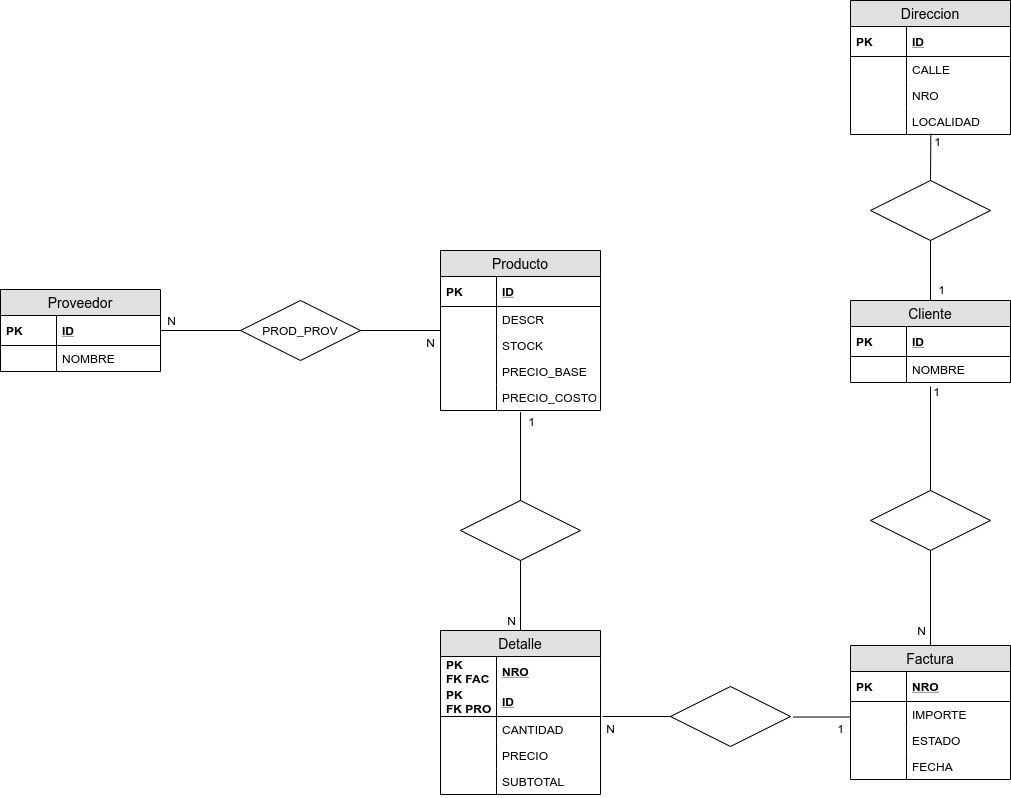 Direccion
PK ID
CALLE
NRO
LOCALIDAD
1
1
Cliente
PK ID
NOMBRE
1
Producto
PK ID
DESCR
STOCK
PRECIO_BASE
PRECIO_COSTO
1
Proveedor
PK ID
NOMBRE
N
PROD_PROV
N
N
Detalle
PK
FK FAC
NRO
PK
FK PRO
ID
CANTIDAD
PRECIO
SUBTOTAL
N
1
N
Factura
PK NRO
IMPORTE
ESTADO
FECHA